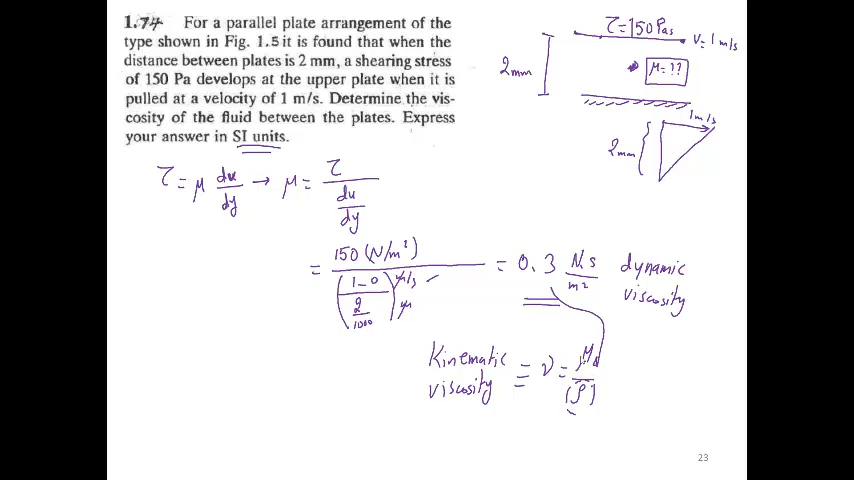 1.74 For a parallel plate arrangement of the
type shown in Fig. 1.5 it is found that when the
distance between plates is 2 mm, a shearing stress
of 150 Pa develops at the upper plate when it is
pulled at a velocity of 1 m/s. Determine the vis-
cosity of the fluid between the plates. Express
your answer in SI units.
τ=150 Pas
v=1m/s
2mm
μ=??
1m/s
2mm
τ = μ du/dy → μ = τ / (du/dy)
= 150 (N/m²) / ((1-0)/(2/1000)) m/s / m = 0.3 N.s/m² dynamic
viscosity
Kinematic
viscosity = ν = μ/(ρ)
23